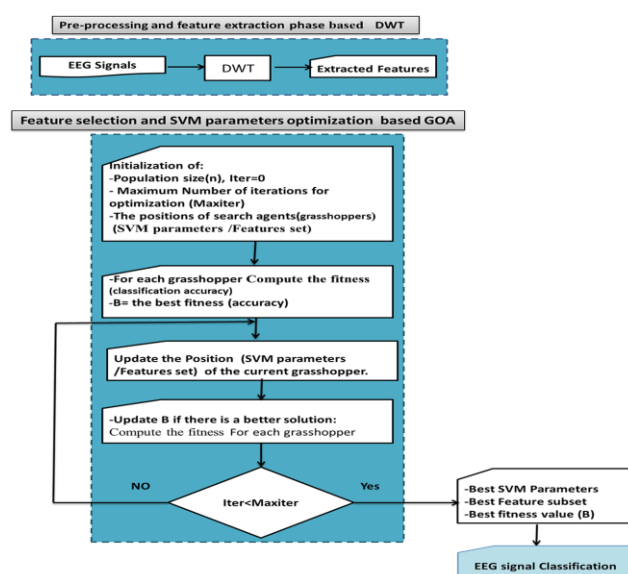 Pre-processing and feature extraction phase based DWT
EEG Signals
DWT
Extracted Features
Feature selection and SVM parameters optimization based GOA
Initialization of:
-Population size(n), Iter=0
- Maximum Number of iterations for
optimization (Maxiter)
-The positions of search agents(grasshoppers)
(SVM parameters /Features set)
-For each grasshopper Compute the fitness
(classification accuracy)
-B= the best fitness (accuracy)
Update the Position (SVM parameters
/Features set) of the current grasshopper.
-Update B if there is a better solution:
Compute the fitness For each grasshopper
NO
Iter<Maxiter
Yes
-Best SVM Parameters
-Best Feature subset
-Best fitness value (B)
EEG signal Classification